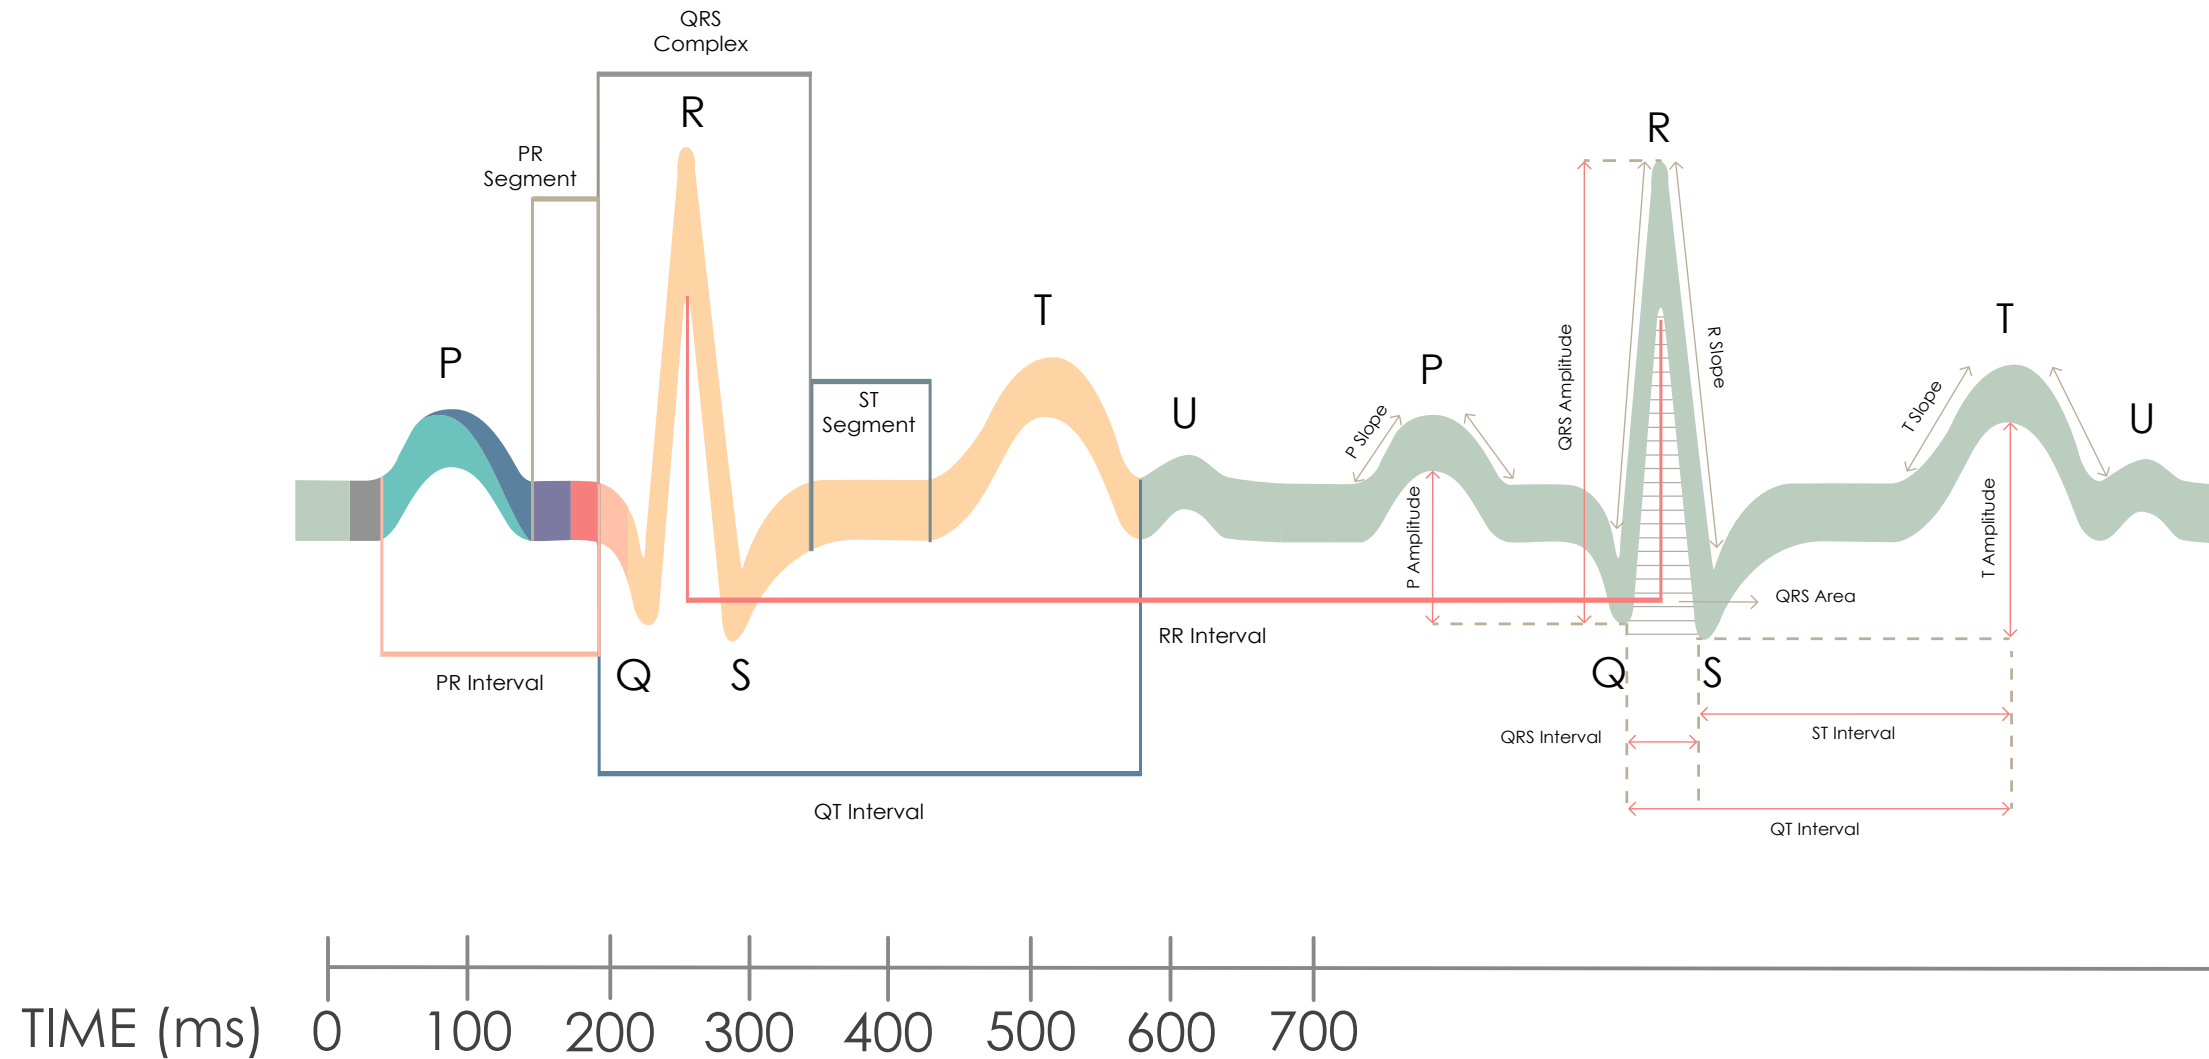 QRS
Complex
R
PR
Segment
P
ST
Segment
T
U
Q
S
PR Interval
QT Interval
RR Interval
R
QRS Amplitude
R Slope
P
P Slope
P Amplitude
T
T Slope
T Amplitude
U
QRS Area
Q
S
QRS Interval
ST Interval
QT Interval
TIME (ms) 0 100 200 300 400 500 600 700